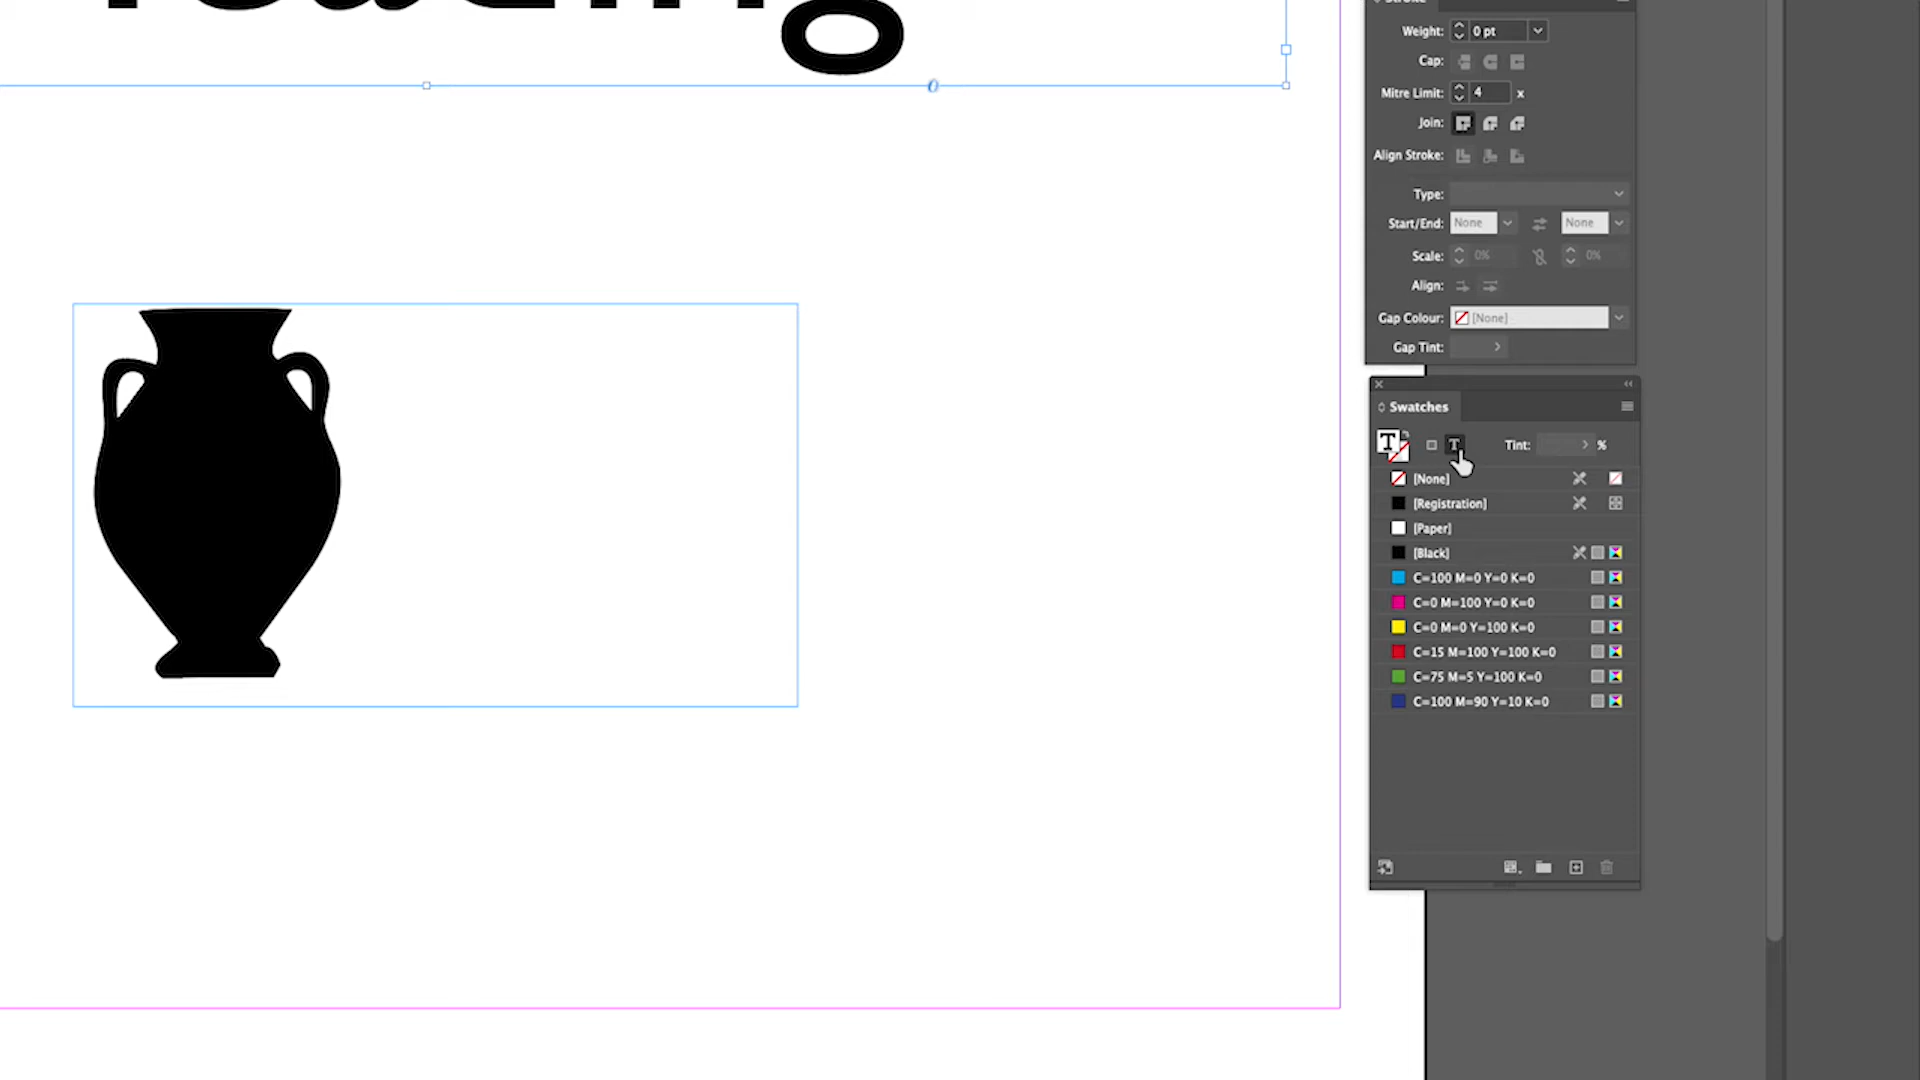 reading
Stroke
Weight: 0 pt
Cap:
Mitre Limit: 4 x
Join:
Align Stroke:
Type:
Start/End: None None
Scale: 0% 0%
Align:
Gap Colour: [None]
Gap Tint:
Swatches
T T Tint: %
[None]
[Registration]
[Paper]
[Black]
C=100 M=0 Y=0 K=0
C=0 M=100 Y=0 K=0
C=0 M=0 Y=100 K=0
C=15 M=100 Y=100 K=0
C=75 M=5 Y=100 K=0
C=100 M=90 Y=10 K=0